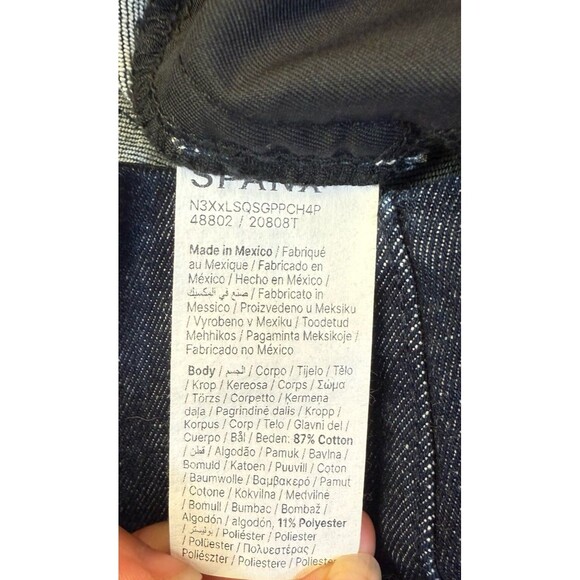 SPANX
N3XxLSQSGPPCH4P
48802 / 20808T
Made in Mexico / Fabriqué
au Mexique / Fabricado en
México / Hecho en México /
صنع في المكسيك / Fabbricato in
Messico / Proizvedeno u Meksiku
/ Vyrobeno v Mexiku / Toodetud
Mehhikos / Pagaminta Meksikoje /
Fabricado no México
Body / الجسم / Corpo / Tijelo / Tělo
/ Krop / Kereosa / Corps / Σώμα
/ Törzs / Corpetto / Ķermeņa
daļa / Pagrindinė dalis / Kropp /
Korpus / Corp / Telo / Glavni del /
Cuerpo / Bål / Beden: 87% Cotton
/ قطن / Algodão / Pamuk / Bavlna /
Bomuld / Katoen / Puuvill / Coton
/ Baumwolle / Βαμβακερό / Pamut
/ Cotone / Kokvilna / Medvilnė
/ Bomull / Bumbac / Bombaž /
Algodón / algodón, 11% Polyester
/ بوليستر / Poliéster / Poliester
/ Polüester / Πολυεστέρας /
Poliészter / Poliestere